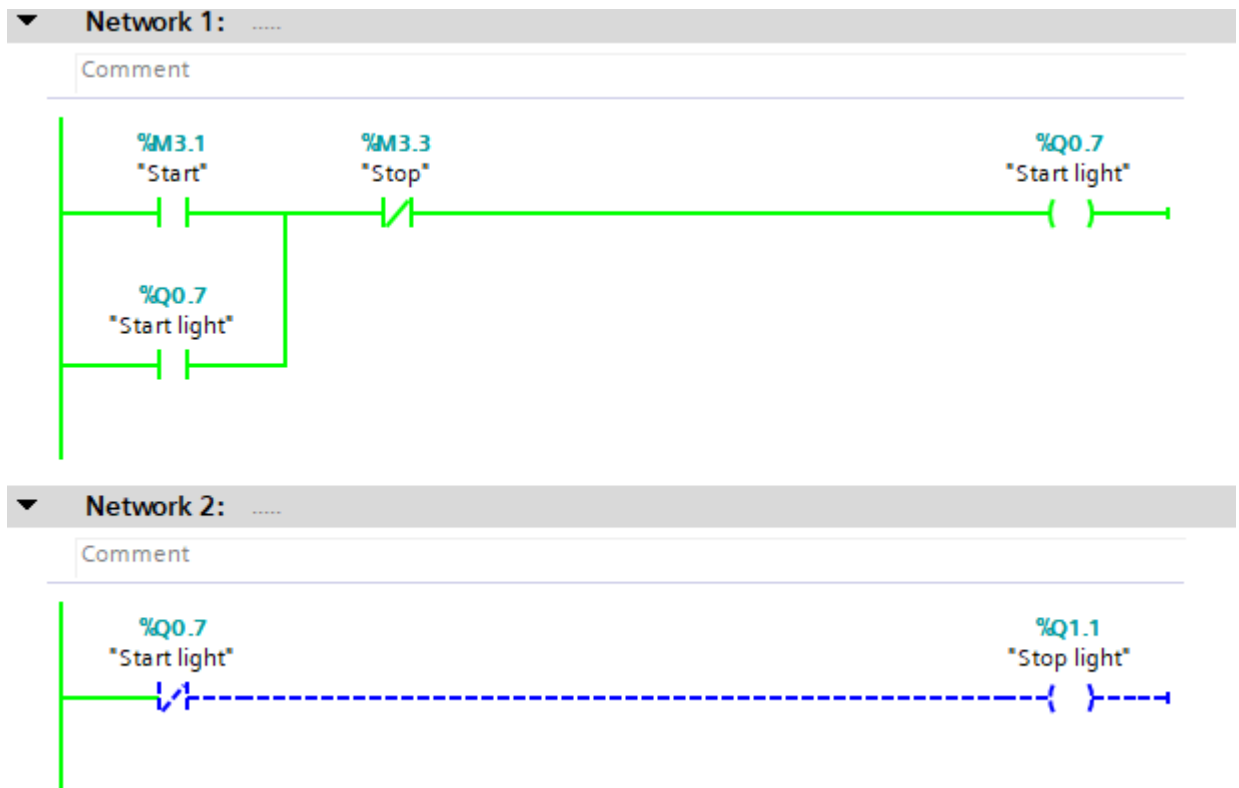 Network 1: .....
Comment
%M3.1 %M3.3 %Q0.7
"Start" "Stop" "Start light"
%Q0.7
"Start light"
Network 2: .....
Comment
%Q0.7 %Q1.1
"Start light" "Stop light"